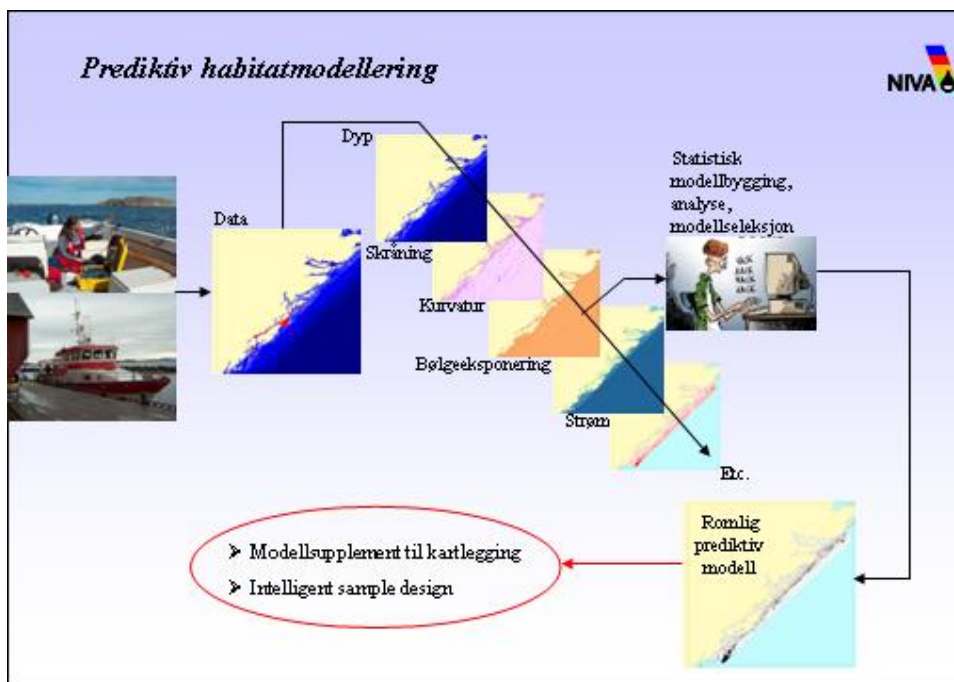 Prediktiv habitatmodellering
NIVA
Dyp
Data
Skråning
Kurvatur
Bølgeeksponering
Strøm
Etc.
Statistisk
modellbygging,
analyse,
modellseleksjon
Romlig
prediktiv
modell
➢ Modellsupplement til kartlegging
➢ Intelligent sample design